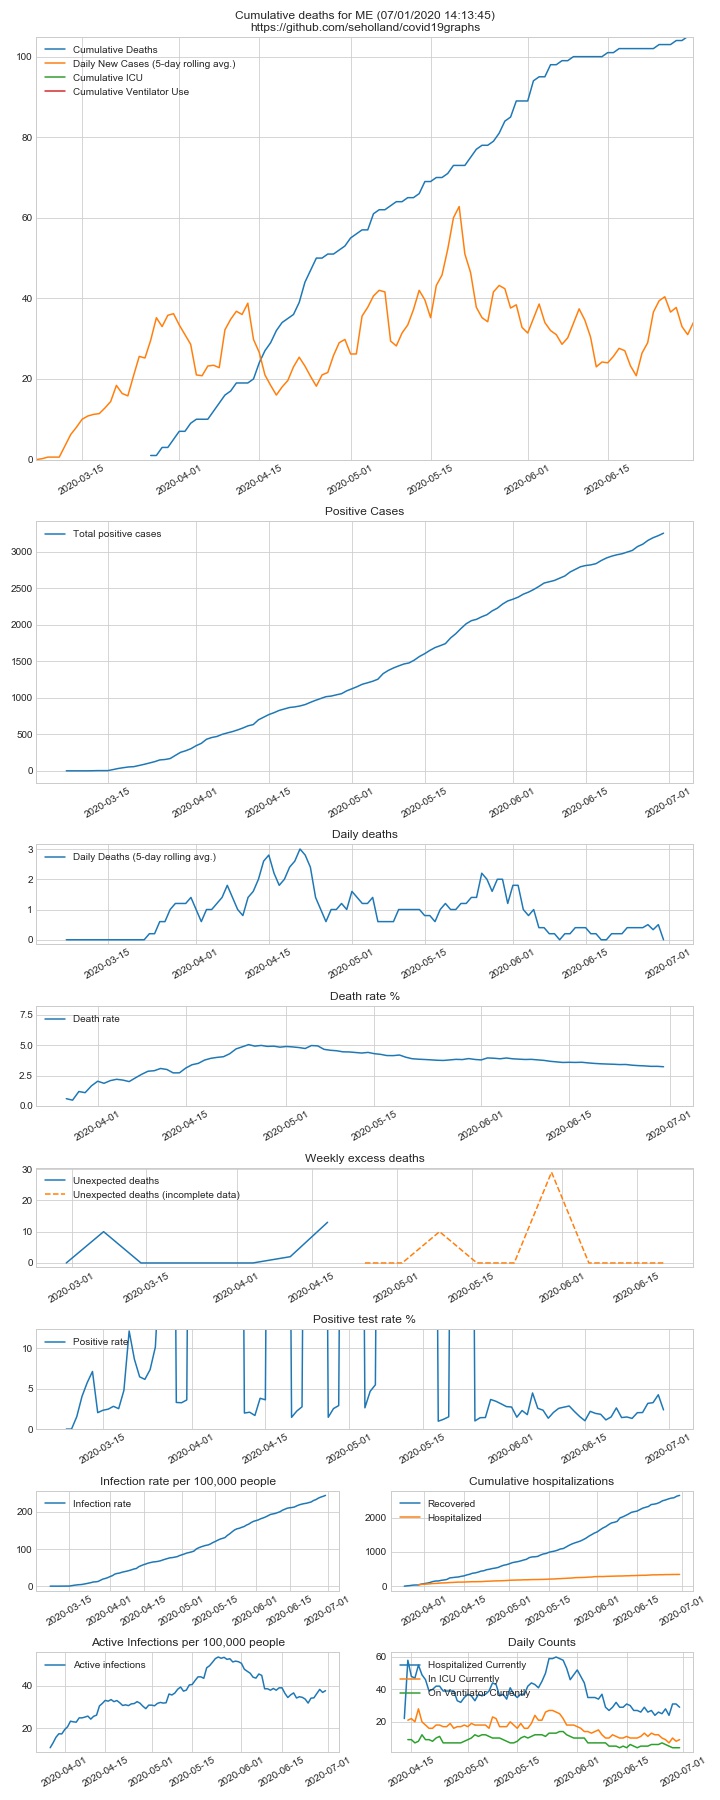 Cumulative deaths for ME (07/01/2020 14:13:45)
https://github.com/seholland/covid19graphs
Cumulative Deaths
Daily New Cases (5-day rolling avg.)
Cumulative ICU
Cumulative Ventilator Use
100
80
60
40
20
0
2020-03-15 2020-04-01 2020-04-15 2020-05-01 2020-05-15 2020-06-01 2020-06-15
Positive Cases
Total positive cases
3000
2500
2000
1500
1000
500
0
2020-03-15 2020-04-01 2020-04-15 2020-05-01 2020-05-15 2020-06-01 2020-06-15 2020-07-01
Daily deaths
Daily Deaths (5-day rolling avg.)
3
2
1
0
2020-03-15 2020-04-01 2020-04-15 2020-05-01 2020-05-15 2020-06-01 2020-06-15 2020-07-01
Death rate %
Death rate
7.5
5.0
2.5
0.0
2020-04-01 2020-04-15 2020-05-01 2020-05-15 2020-06-01 2020-06-15 2020-07-01
Weekly excess deaths
Unexpected deaths
Unexpected deaths (incomplete data)
30
20
10
0
2020-03-01 2020-03-15 2020-04-01 2020-04-15 2020-05-01 2020-05-15 2020-06-01 2020-06-15
Positive test rate %
Positive rate
10
5
0
2020-03-15 2020-04-01 2020-04-15 2020-05-01 2020-05-15 2020-06-01 2020-06-15 2020-07-01
Infection rate per 100,000 people
Infection rate
200
100
0
2020-03-15 2020-04-01 2020-04-15 2020-05-01 2020-05-15 2020-06-01 2020-06-15 2020-07-01
Cumulative hospitalizations
Recovered
Hospitalized
2000
1000
0
2020-04-01 2020-04-15 2020-05-01 2020-05-15 2020-06-01 2020-06-15 2020-07-01
Active Infections per 100,000 people
Active infections
40
20
2020-04-01 2020-04-15 2020-05-01 2020-05-15 2020-06-01 2020-06-15 2020-07-01
Daily Counts
Hospitalized Currently
In ICU Currently
On Ventilator Currently
60
40
20
2020-04-15 2020-05-01 2020-05-15 2020-06-01 2020-06-15 2020-07-01